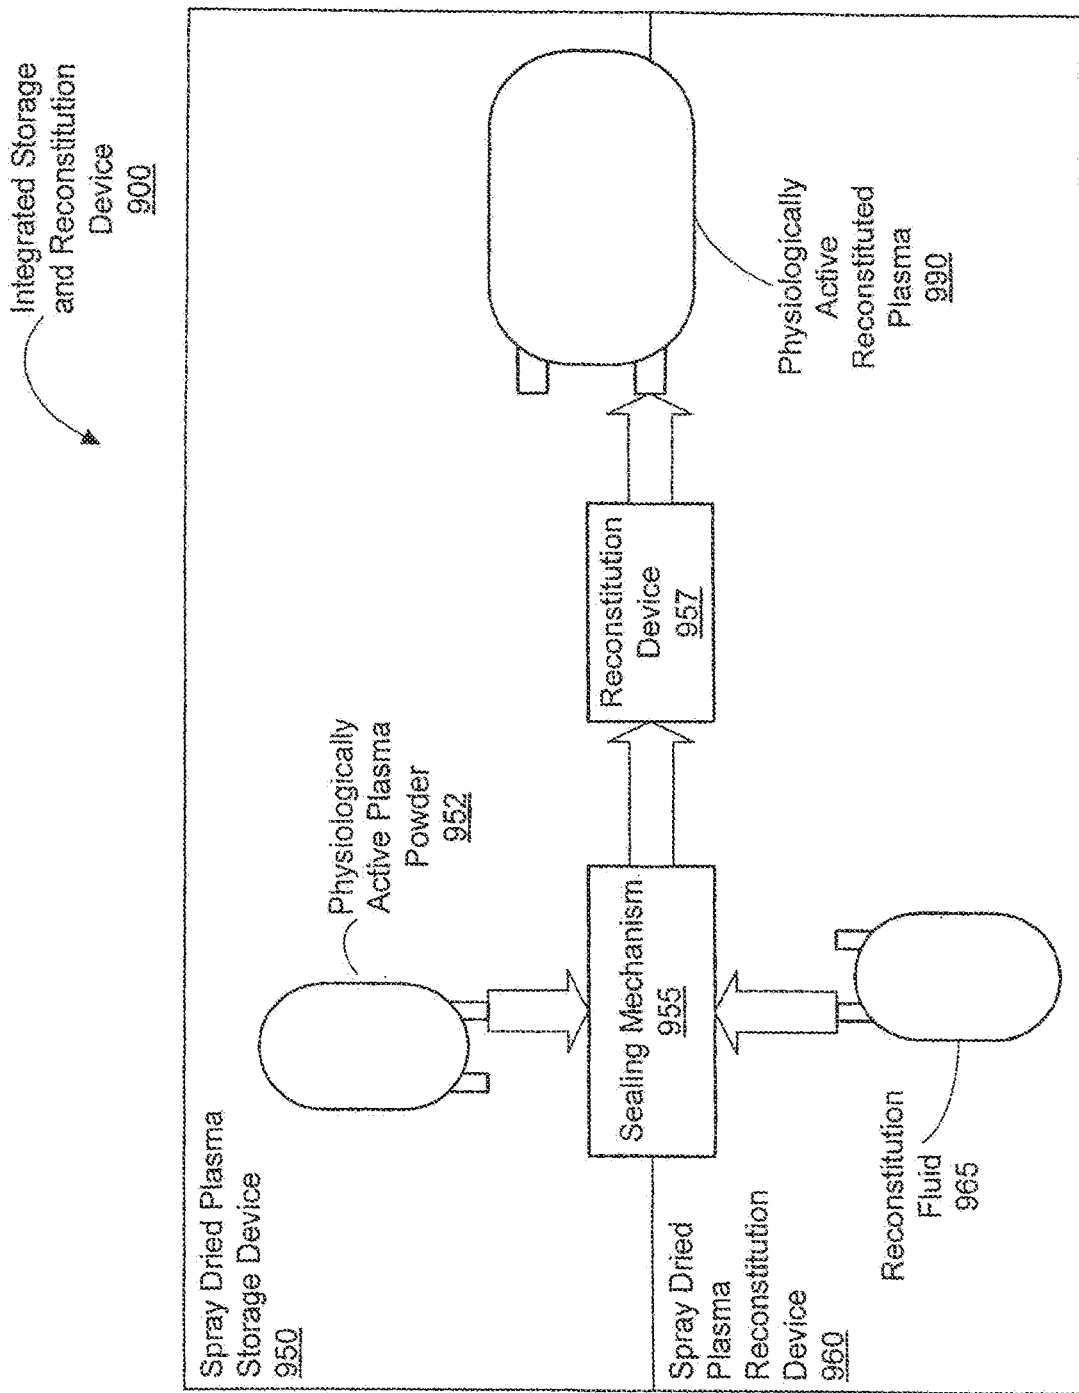 Integrated Storage
and Reconstitution
Device
900
Spray Dried Plasma
Storage Device
950
Physiologically
Active Plasma
Powder
952
Sealing Mechanism
955
Reconstitution
Device
957
Physiologically
Active
Reconstituted
Plasma
990
Spray Dried
Plasma
Reconstitution
Device
960
Reconstitution
Fluid
965